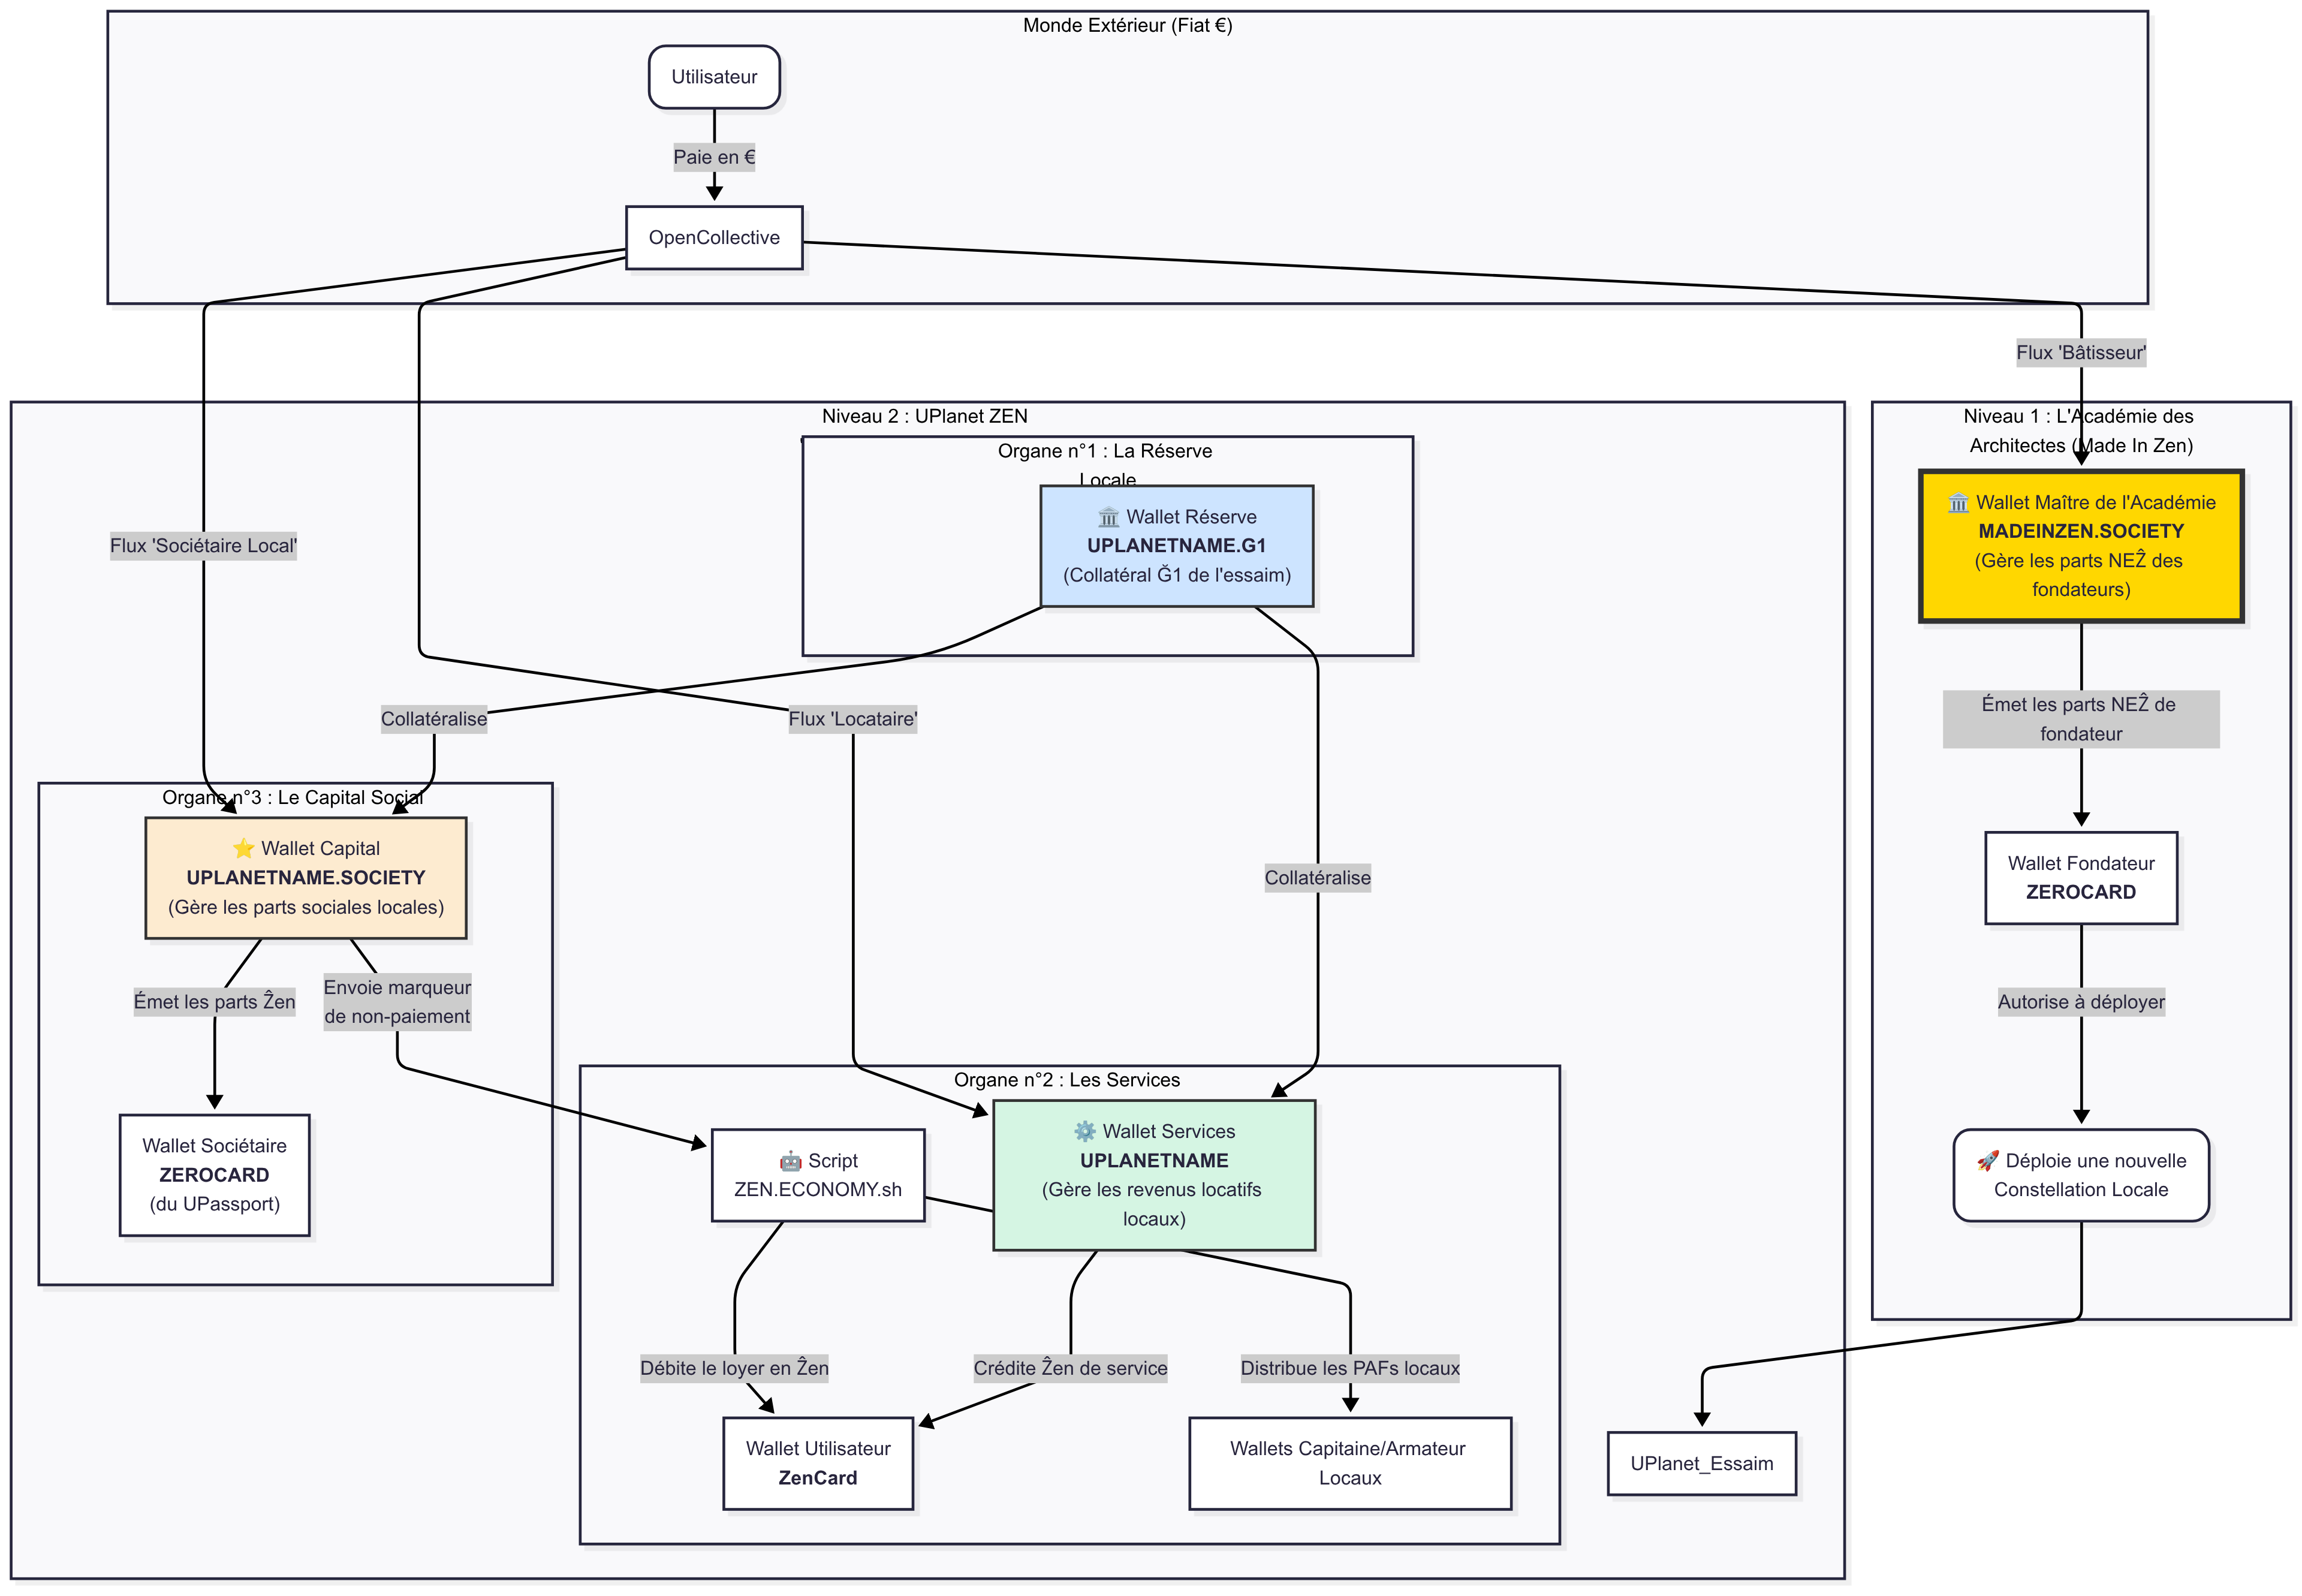 Monde Extérieur (Fiat €)
Utilisateur
Paie en €
OpenCollective
Flux 'Bâtisseur'
Niveau 2 : UPlanet ZEN
Niveau 1 : L'Académie des
Architectes (Made In Zen)
Organe n°1 : La Réserve
Locale
🏛️ Wallet Réserve
UPLANETNAME.G1
(Collatéral Ğ1 de l'essaim)
🏛️ Wallet Maître de l'Académie
MADEINZEN.SOCIETY
(Gère les parts NEẐ des
fondateurs)
Flux 'Sociétaire Local'
Collatéralise
Flux 'Locataire'
Émet les parts NEẐ de
fondateur
Organe n°3 : Le Capital Social
⭐ Wallet Capital
UPLANETNAME.SOCIETY
(Gère les parts sociales locales)
Collatéralise
Wallet Fondateur
ZEROCARD
Émet les parts Ẑen
Envoie marqueur
de non-paiement
Autorise à déployer
Organe n°2 : Les Services
Wallet Sociétaire
ZEROCARD
(du UPassport)
🤖 Script
ZEN.ECONOMY.sh
⚙️ Wallet Services
UPLANETNAME
(Gère les revenus locatifs
locaux)
🚀 Déploie une nouvelle
Constellation Locale
Débite le loyer en Ẑen
Crédite Ẑen de service
Distribue les PAFs locaux
Wallet Utilisateur
ZenCard
Wallets Capitaine/Armateur
Locaux
UPlanet_Essaim